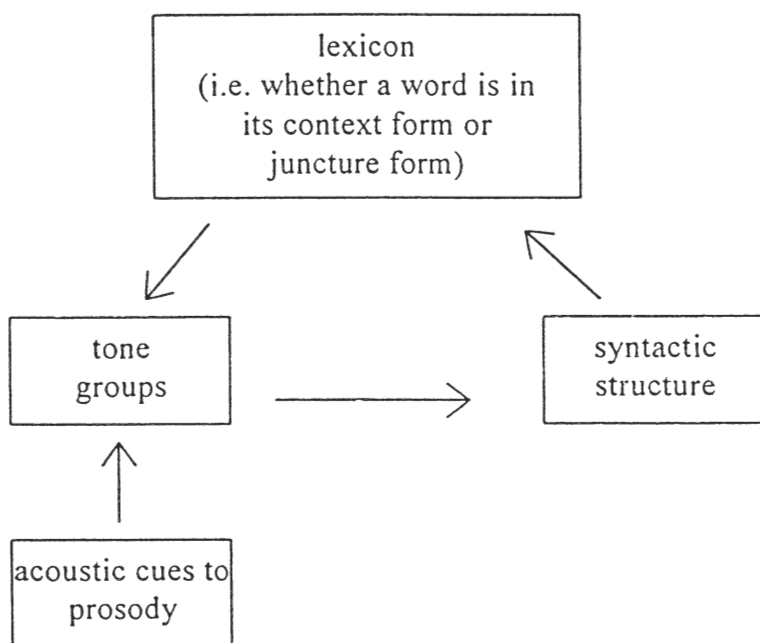 lexicon
(i.e. whether a word is in
its context form or
juncture form)
tone
groups
syntactic
structure
acoustic cues to
prosody